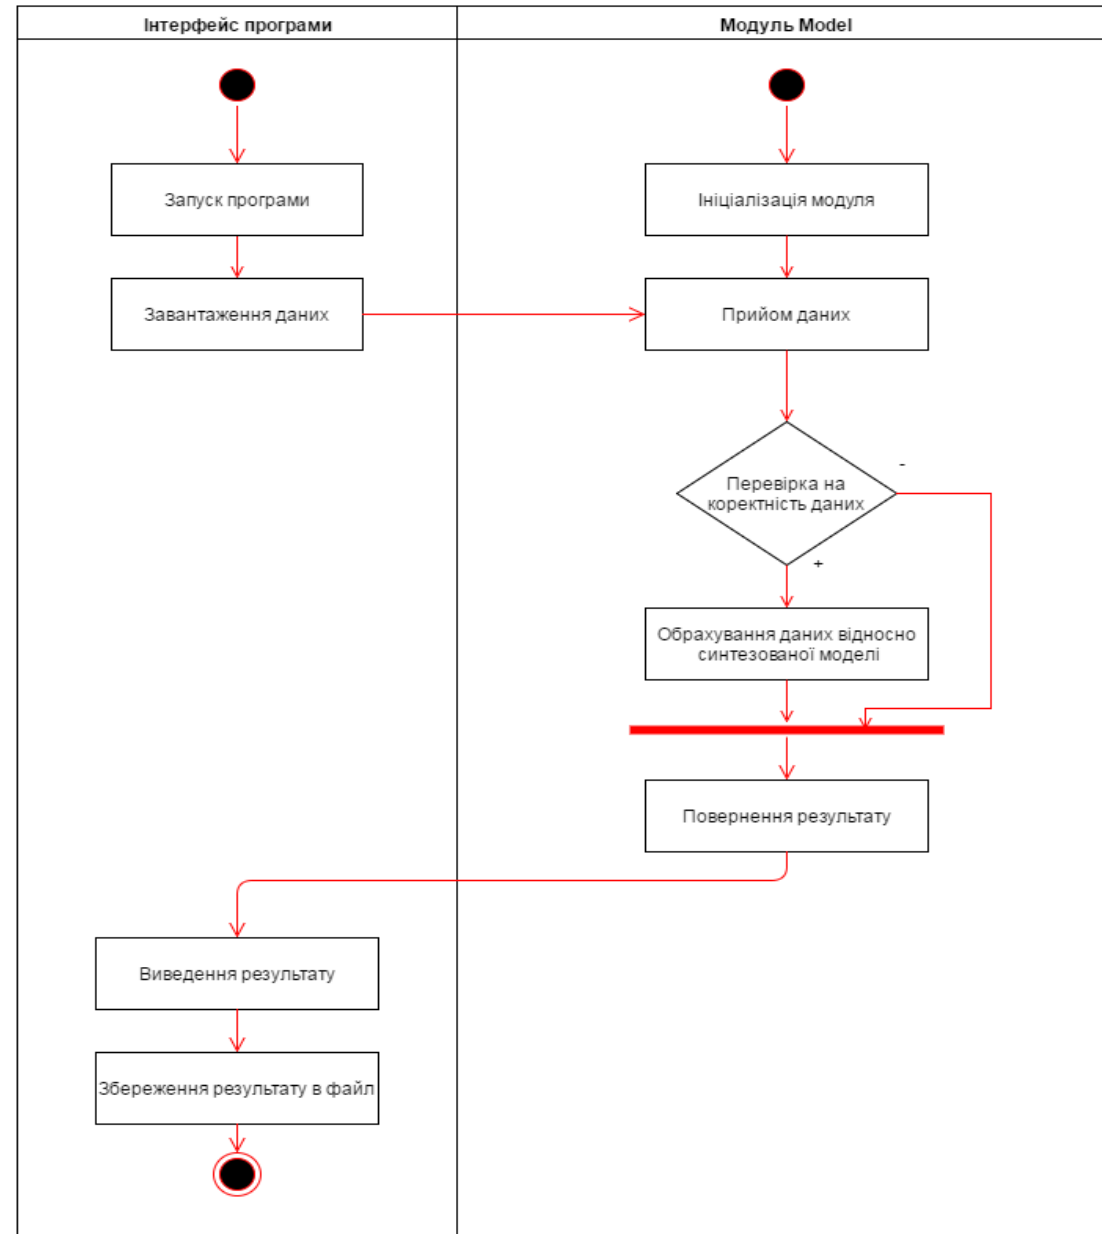 Інтерфейс програми
Модуль Model
Запуск програми
Ініціалізація модуля
Завантаження даних
Прийом даних
-
Перевірка на
коректність даних
+
Обрахування даних відносно
синтезованої моделі
Повернення результату
Виведення результату
Збереження результату в файл